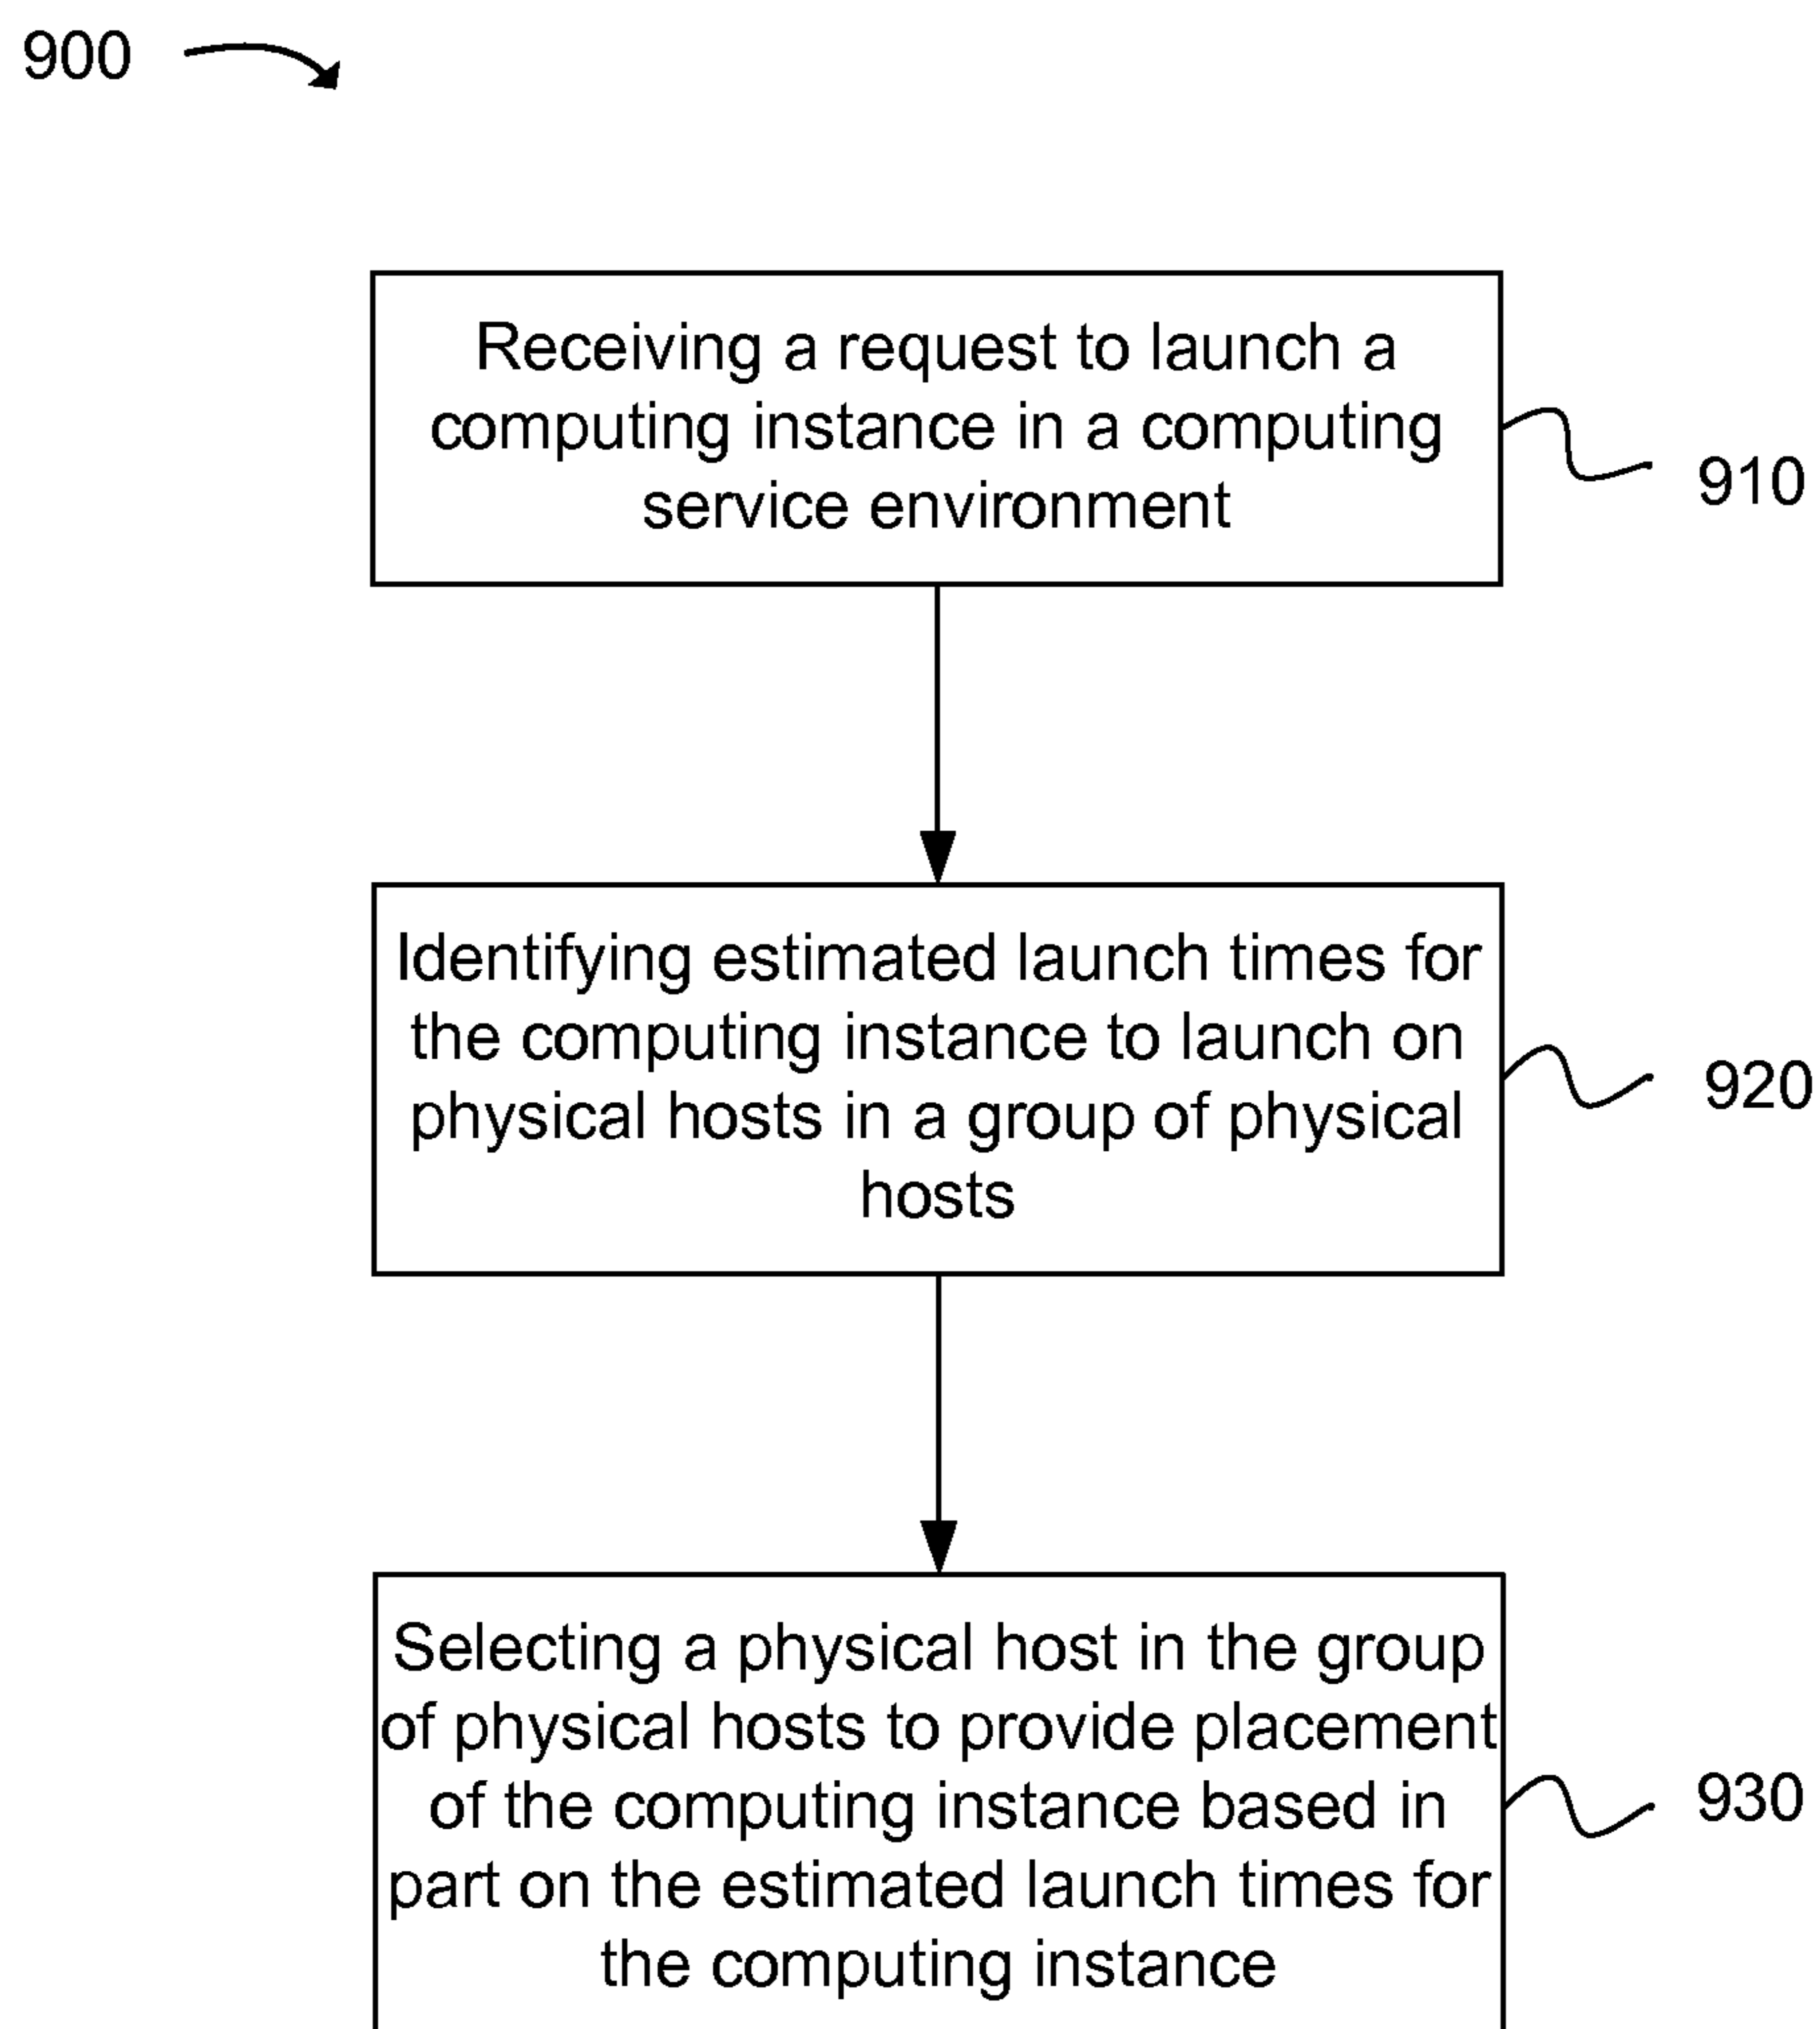 900
Receiving a request to launch a
computing instance in a computing
service environment
910
Identifying estimated launch times for
the computing instance to launch on
physical hosts in a group of physical
hosts
920
Selecting a physical host in the group
of physical hosts to provide placement
of the computing instance based in
part on the estimated launch times for
the computing instance
930